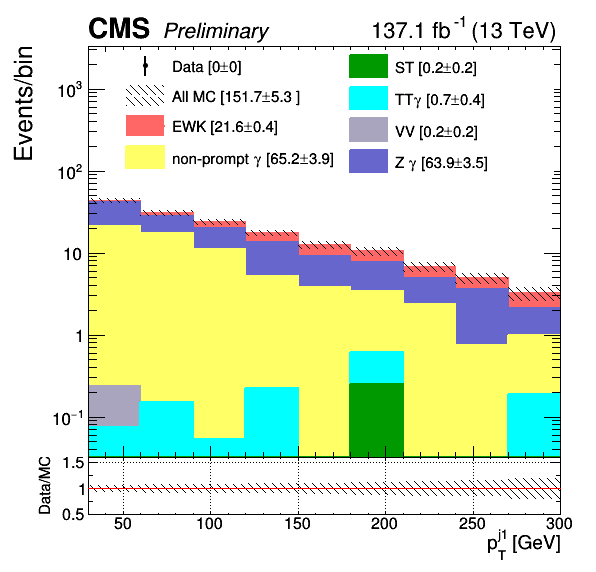 CMS Preliminary 137.1 fb⁻¹ (13 TeV)
Events/bin
Data [0±0]
All MC [151.7±5.3 ]
EWK [21.6±0.4]
non-prompt γ [65.2±3.9]
ST [0.2±0.2]
TTγ [0.7±0.4]
VV [0.2±0.2]
Z γ [63.9±3.5]
10³
10²
10
1
10⁻¹
Data/MC
1.5
1
0.5
50 100 150 200 250 300
p_T^j1 [GeV]